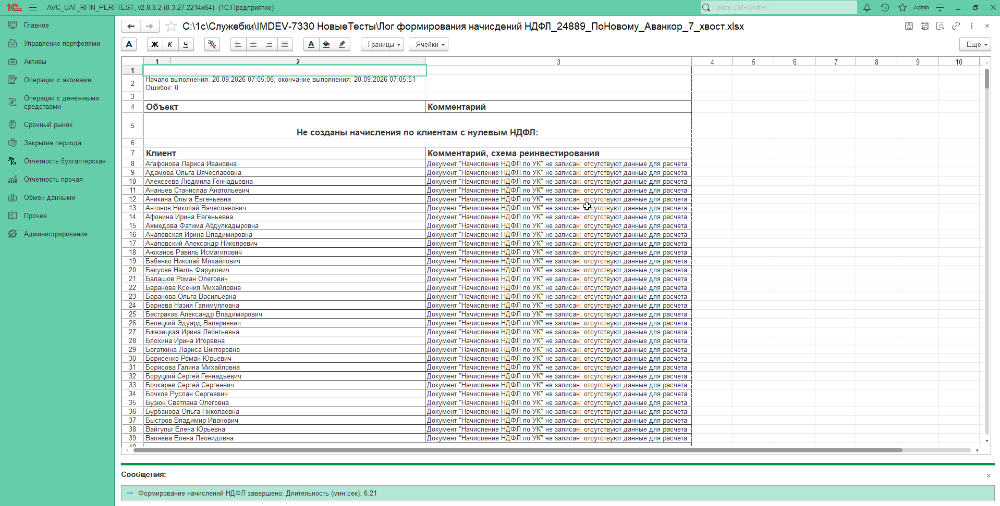 AVC_UAT_RFIN_PERFTEST, v2.8.8.2 (8.3.27.2214x64) (1С:Предприятие)
Поиск Ctrl+Shift+F
Admin
Главное
Управление портфелями
Активы
Операции с активами
Операции с денежными
средствами
Срочный рынок
Закрытие периода
Отчетность бухгалтерская
Отчетность прочая
Обмен данными
Прочее
Администрирование
C:\1c\Служебки\IMDEV-7330 НовыеТесты\Лог формирования начисдений НДФЛ_24889_ПоНовому_Аванкор_7_хвост.xlsx
А Ж К Ч abc А Границы Ячейки Еще
1 2 3 4 5 6 7 8 9 10
1
2 Начало выполнения: 20.09.2026 07:05:06, окончание выполнения: 20.09.2026 07:05:51
Ошибок: 0
3
4 Объект Комментарий
5 Не созданы начисления по клиентам с нулевым НДФЛ:
6
7 Клиент Комментарий, схема реинвестирования
8 Агафонова Лариса Ивановна Документ "Начисление НДФЛ по УК" не записан: отсутствуют данные для расчета
9 Адамова Ольга Вячеславовна Документ "Начисление НДФЛ по УК" не записан: отсутствуют данные для расчета
10 Алексеева Людмила Геннадьевна Документ "Начисление НДФЛ по УК" не записан: отсутствуют данные для расчета
11 Ананьев Станислав Анатольевич Документ "Начисление НДФЛ по УК" не записан: отсутствуют данные для расчета
12 Аникина Ольга Евгеньевна Документ "Начисление НДФЛ по УК" не записан: отсутствуют данные для расчета
13 Антонов Николай Вячеславович Документ "Начисление НДФЛ по УК" не записан: отсутствуют данные для расчета
14 Афонина Ирина Евгеньевна Документ "Начисление НДФЛ по УК" не записан: отсутствуют данные для расчета
15 Ахмедова Фатима Абдулкадыровна Документ "Начисление НДФЛ по УК" не записан: отсутствуют данные для расчета
16 Ачаповская Ирина Владимировна Документ "Начисление НДФЛ по УК" не записан: отсутствуют данные для расчета
17 Ачаповский Александр Николаевич Документ "Начисление НДФЛ по УК" не записан: отсутствуют данные для расчета
18 Аюханов Равиль Исмагилович Документ "Начисление НДФЛ по УК" не записан: отсутствуют данные для расчета
19 Бабенко Николай Михайлович Документ "Начисление НДФЛ по УК" не записан: отсутствуют данные для расчета
20 Бакусев Наиль Фарукович Документ "Начисление НДФЛ по УК" не записан: отсутствуют данные для расчета
21 Балашов Роман Олегович Документ "Начисление НДФЛ по УК" не записан: отсутствуют данные для расчета
22 Баранова Ксения Михайловна Документ "Начисление НДФЛ по УК" не записан: отсутствуют данные для расчета
23 Баранова Ольга Васильевна Документ "Начисление НДФЛ по УК" не записан: отсутствуют данные для расчета
24 Бариева Назия Галимулловна Документ "Начисление НДФЛ по УК" не записан: отсутствуют данные для расчета
25 Бастраков Александр Владимирович Документ "Начисление НДФЛ по УК" не записан: отсутствуют данные для расчета
26 Белецкий Эдуард Валериевич Документ "Начисление НДФЛ по УК" не записан: отсутствуют данные для расчета
27 Бжезицкая Ирина Леонтьевна Документ "Начисление НДФЛ по УК" не записан: отсутствуют данные для расчета
28 Блохина Ирина Игоревна Документ "Начисление НДФЛ по УК" не записан: отсутствуют данные для расчета
29 Богаткина Лариса Викторовна Документ "Начисление НДФЛ по УК" не записан: отсутствуют данные для расчета
30 Борисенко Роман Юрьевич Документ "Начисление НДФЛ по УК" не записан: отсутствуют данные для расчета
31 Борисова Галина Михайловна Документ "Начисление НДФЛ по УК" не записан: отсутствуют данные для расчета
32 Боруцкий Сергей Геннадьевич Документ "Начисление НДФЛ по УК" не записан: отсутствуют данные для расчета
33 Бочкарев Сергей Сергеевич Документ "Начисление НДФЛ по УК" не записан: отсутствуют данные для расчета
34 Бочков Руслан Сергеевич Документ "Начисление НДФЛ по УК" не записан: отсутствуют данные для расчета
35 Бузюн Светлана Олеговна Документ "Начисление НДФЛ по УК" не записан: отсутствуют данные для расчета
36 Бурбанова Ольга Николаевна Документ "Начисление НДФЛ по УК" не записан: отсутствуют данные для расчета
37 Быстров Владимир Иванович Документ "Начисление НДФЛ по УК" не записан: отсутствуют данные для расчета
38 Вайгульт Елена Юрьевна Документ "Начисление НДФЛ по УК" не записан: отсутствуют данные для расчета
39 Валяева Елена Леонидовна Документ "Начисление НДФЛ по УК" не записан: отсутствуют данные для расчета
40
Сообщения:
Формирование начислений НДФЛ завершено. Длительность (мин:сек): 6:21